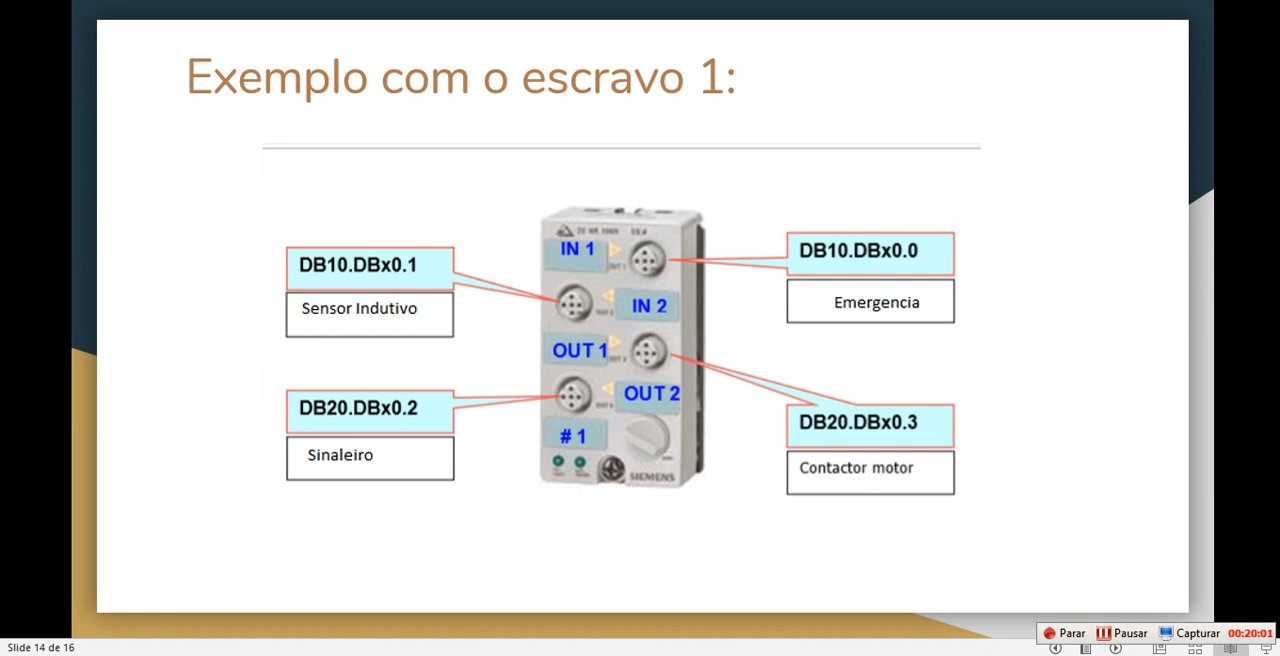 Exemplo com o escravo 1:
DB10.DBx0.1
Sensor Indutivo
IN 1
DB10.DBx0.0
Emergencia
IN 2
OUT 1
DB20.DBx0.2
Sinaleiro
OUT 2
DB20.DBx0.3
Contactor motor
# 1
SIEMENS
Parar
Pausar
Capturar
00:20:01
Slide 14 de 16